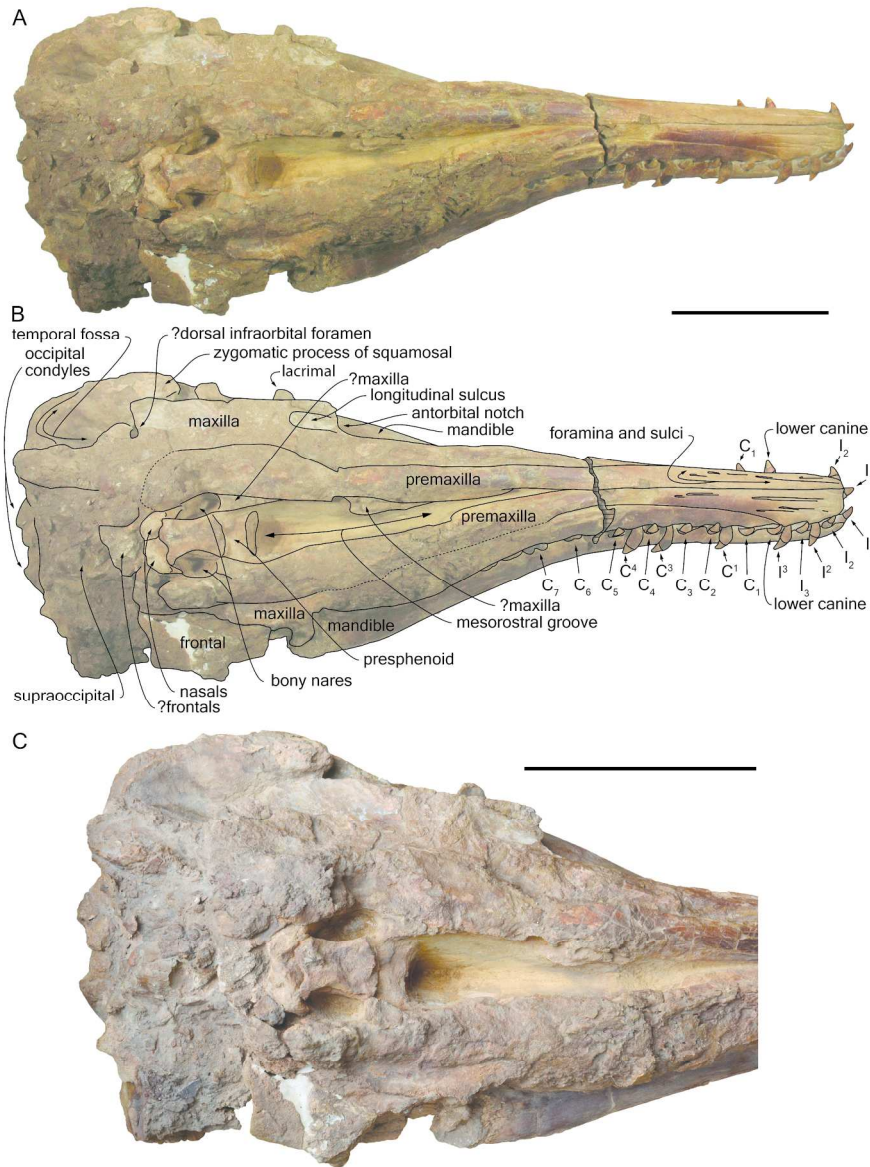 A
B
temporal fossa
?dorsal infraorbital foramen
occipital
condyles
zygomatic process of squamosal
lacrimal
?maxilla
longitudinal sulcus
antorbital notch
mandible
maxilla
foramina and sulci
C₁
lower canine
I₂
I
premaxilla
premaxilla
I
C₇ C₆ C₅ C⁴ C₄ C³ C₃ C₂ C¹ C₁ I³ I₃ I² I₂
lower canine
?maxilla
mesorostral groove
maxilla
mandible
frontal
presphenoid
bony nares
nasals
?frontals
supraoccipital
C